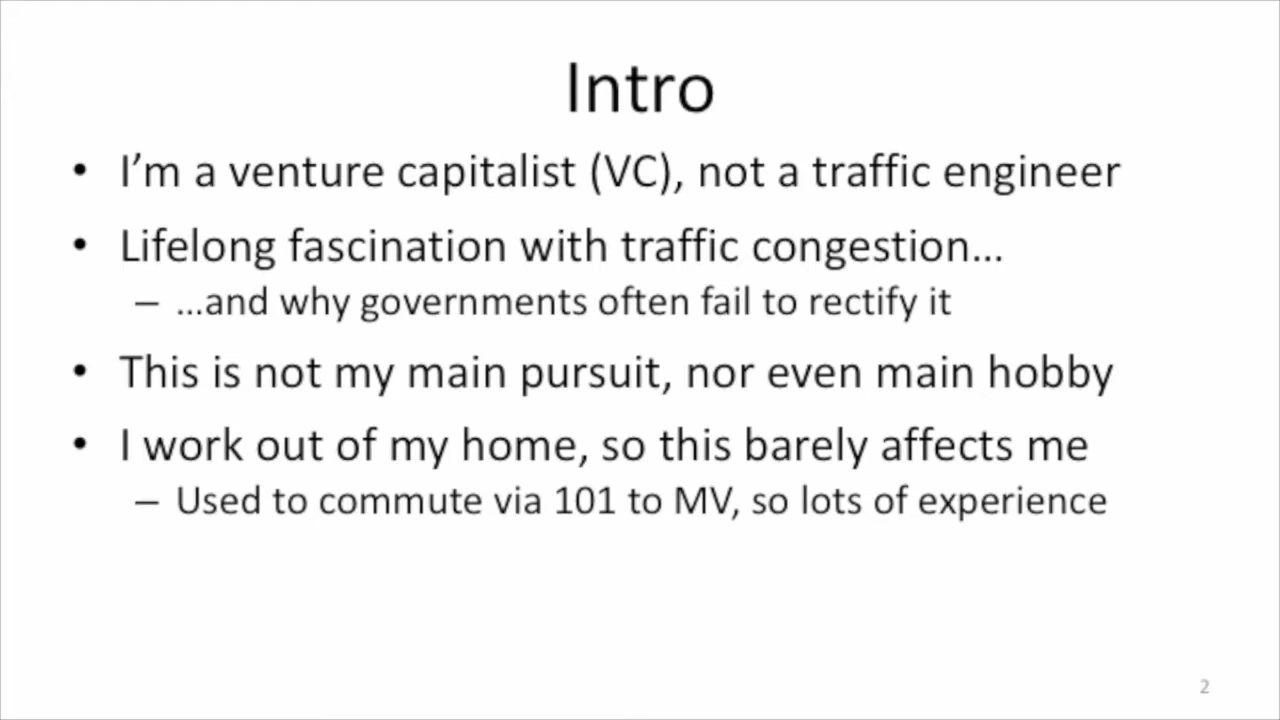 Intro
• I’m a venture capitalist (VC), not a traffic engineer
• Lifelong fascination with traffic congestion…
– …and why governments often fail to rectify it
• This is not my main pursuit, nor even main hobby
• I work out of my home, so this barely affects me
– Used to commute via 101 to MV, so lots of experience
2